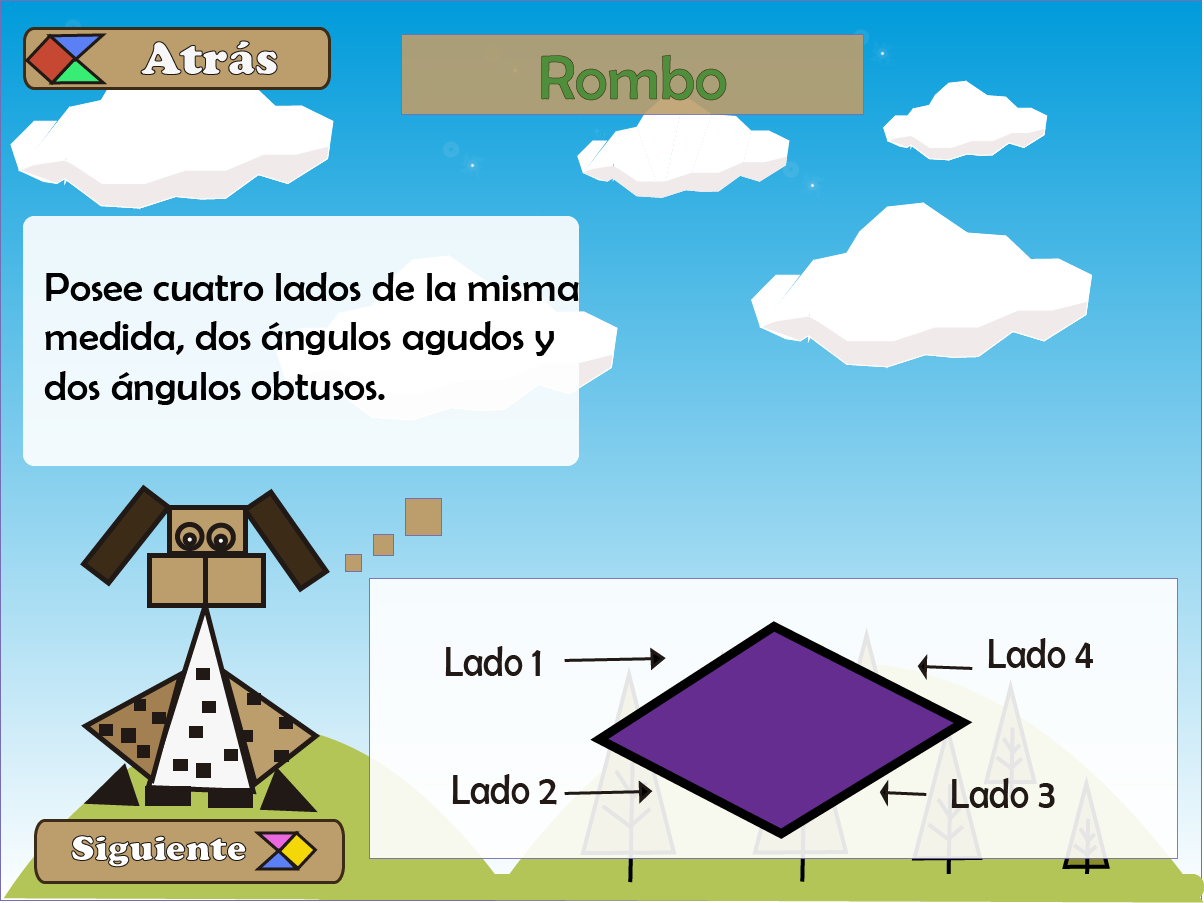 Atrás
Rombo
Posee cuatro lados de la misma
medida, dos ángulos agudos y
dos ángulos obtusos.
Lado 1
Lado 4
Lado 2
Lado 3
Siguiente